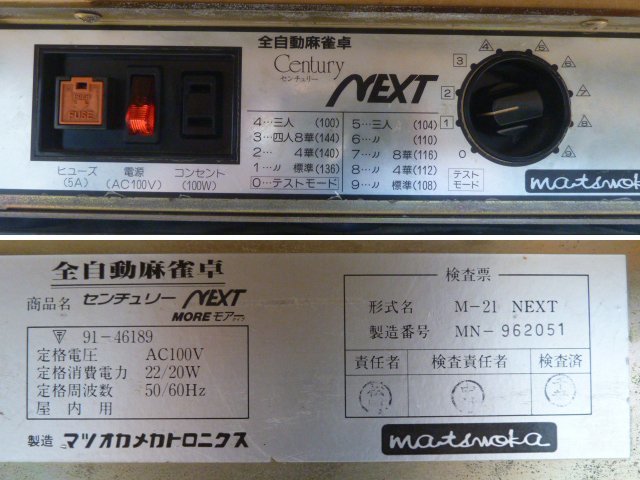 全自動麻雀卓
Century
センチュリー
NEXT
FUSE
ヒューズ
(5A)
電源
(AC100V)
コンセント
(100W)
4…三人 (100)
3…四人8華(144)
2…〃 4華(140)
1…〃 標準(136)
0…テストモード
5…三人 (104)
6…〃 (110)
7…〃 8華(116)
8…〃 4華(112)
9…〃 標準(108)
0
1
2
3
4
5
6
7
8
9
テスト
モード
matsuoka
全自動麻雀卓
商品名 センチュリー NEXT
MORE モア
〒 91-46189
定格電圧 AC100V
定格消費電力 22/20W
定格周波数 50/60Hz
屋内用
製造 マツオカメカトロニクス
検査票
形式名 M-21 NEXT
製造番号 MN-962051
責任者 検査責任者 検査済
matsuoka